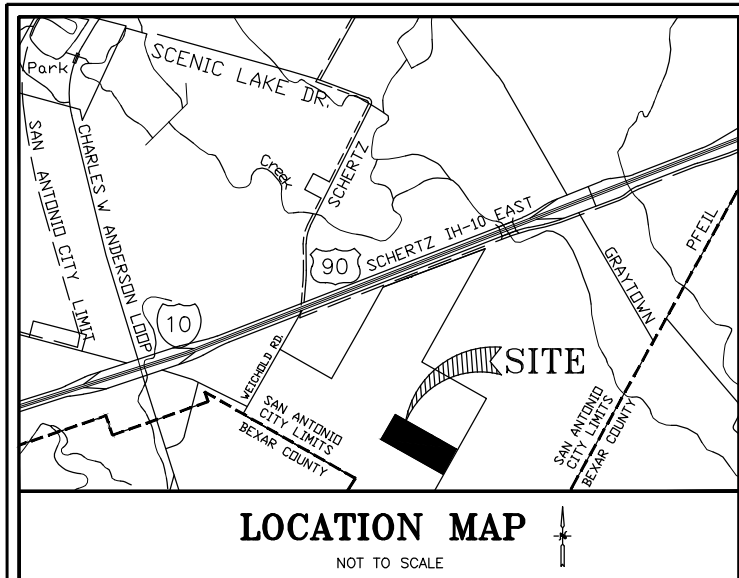 Park
SCENIC LAKE DR.
SAN ANTONIO CITY LIMIT
CHARLES W ANDERSON LOOP
Creek
SCHERTZ
90
SCHERTZ IH-10 EAST
10
WEICHOLD RD.
GRAYTOWN
PFEIL
SITE
SAN ANTONIO
CITY LIMITS
BEXAR COUNTY
SAN ANTONIO
CITY LIMITS
BEXAR COUNTY
LOCATION MAP
N
NOT TO SCALE